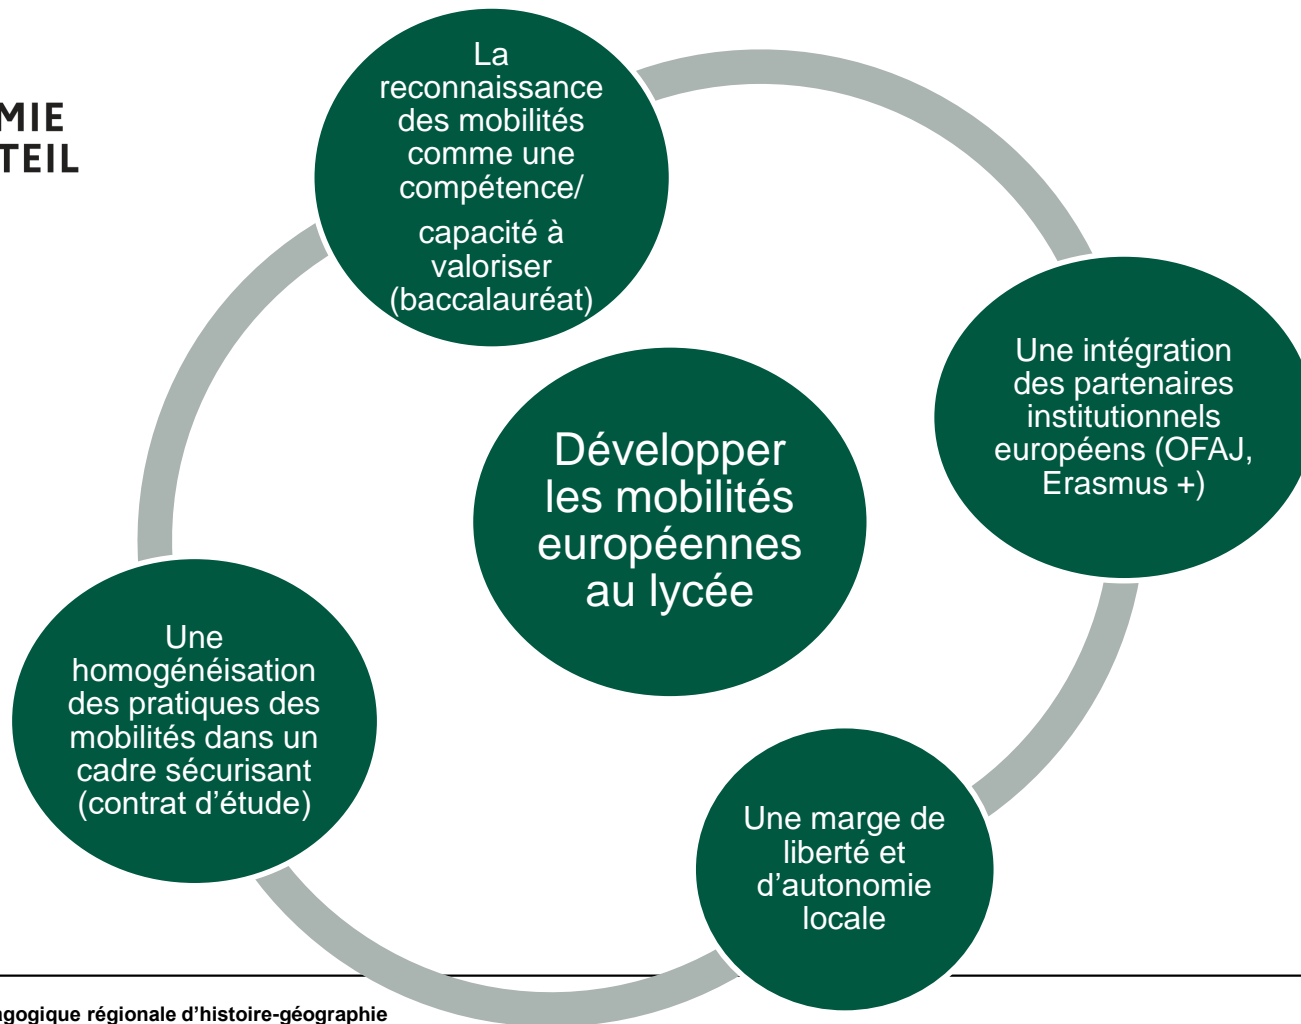 MIE
TEIL
La
reconnaissance
des mobilités
comme une
compétence/
capacité à
valoriser
(baccalauréat)
Une intégration
des partenaires
institutionnels
européens (OFAJ,
Erasmus +)
Développer
les mobilités
européennes
au lycée
Une
homogénéisation
des pratiques des
mobilités dans un
cadre sécurisant
(contrat d’étude)
Une marge de
liberté et
d’autonomie
locale
agogique régionale d’histoire-géographie